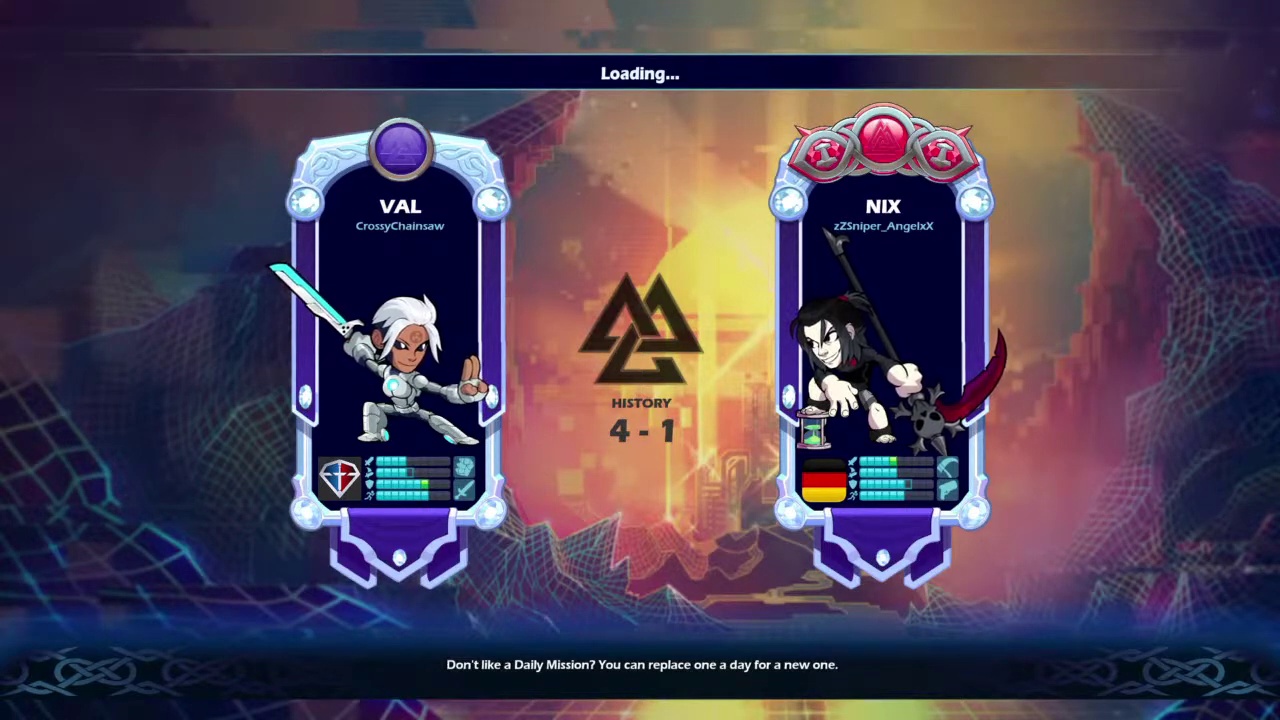 Loading...
VAL
CrossyChainsaw
NIX
zZSniper_AngelxX
HISTORY
4 - 1
Don't like a Daily Mission? You can replace one a day for a new one.